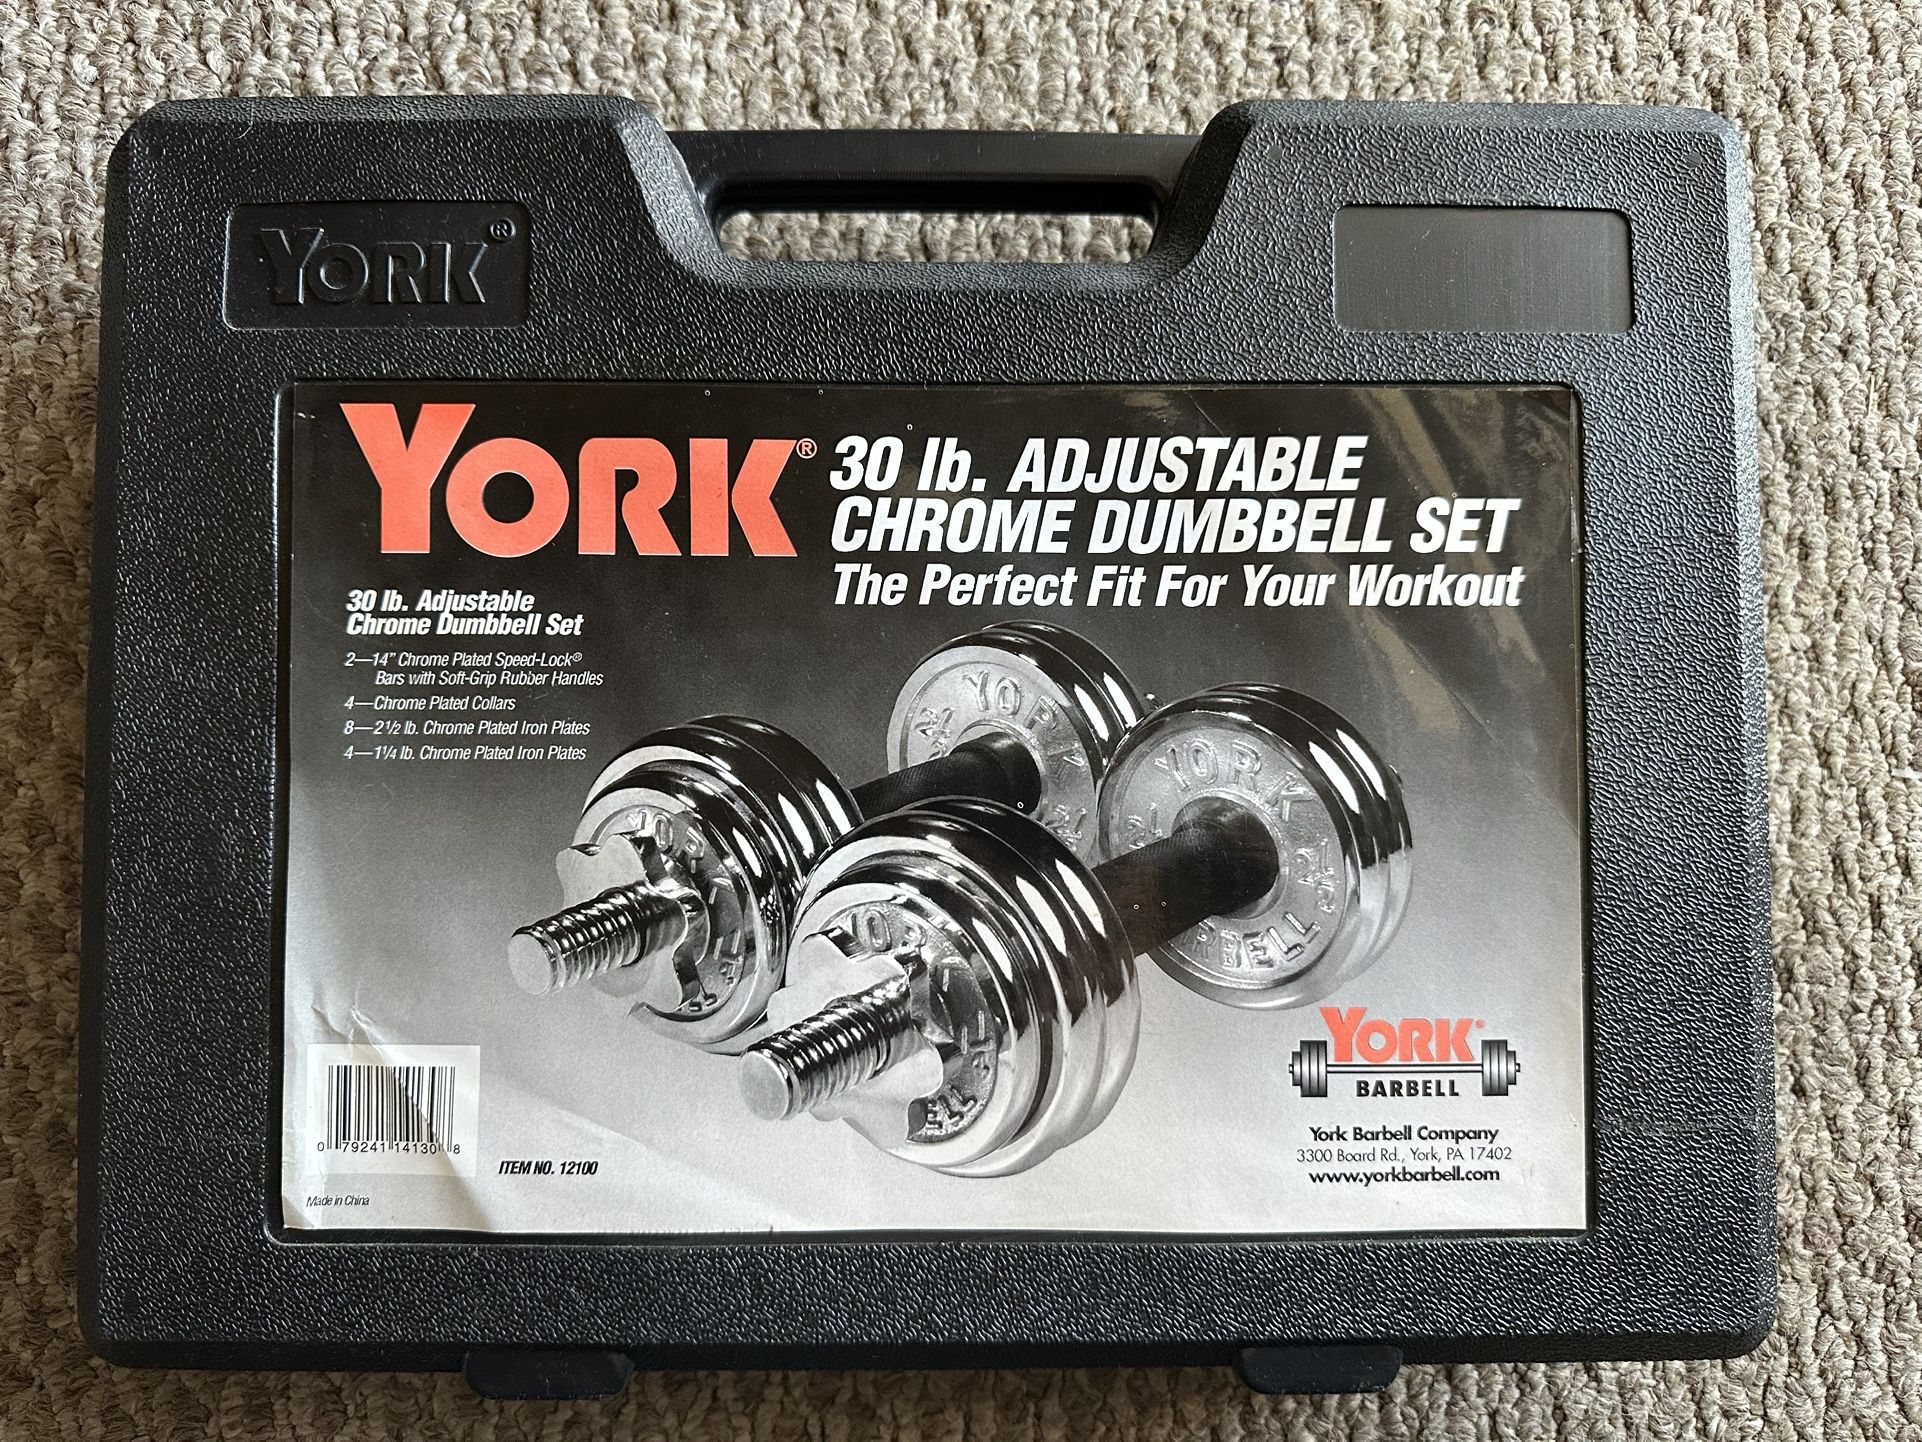 YORK®
YORK®
30 lb. ADJUSTABLE
CHROME DUMBBELL SET
The Perfect Fit For Your Workout
30 lb. Adjustable
Chrome Dumbbell Set
2—14" Chrome Plated Speed-Lock®
Bars with Soft-Grip Rubber Handles
4—Chrome Plated Collars
8—2½ lb. Chrome Plated Iron Plates
4—1¼ lb. Chrome Plated Iron Plates
YORK
YORK
2½
BELL
YORK
YORK
YORK®
BARBELL
York Barbell Company
3300 Board Rd., York, PA 17402
www.yorkbarbell.com
0 79241 14130 8
ITEM NO. 12100
Made in China